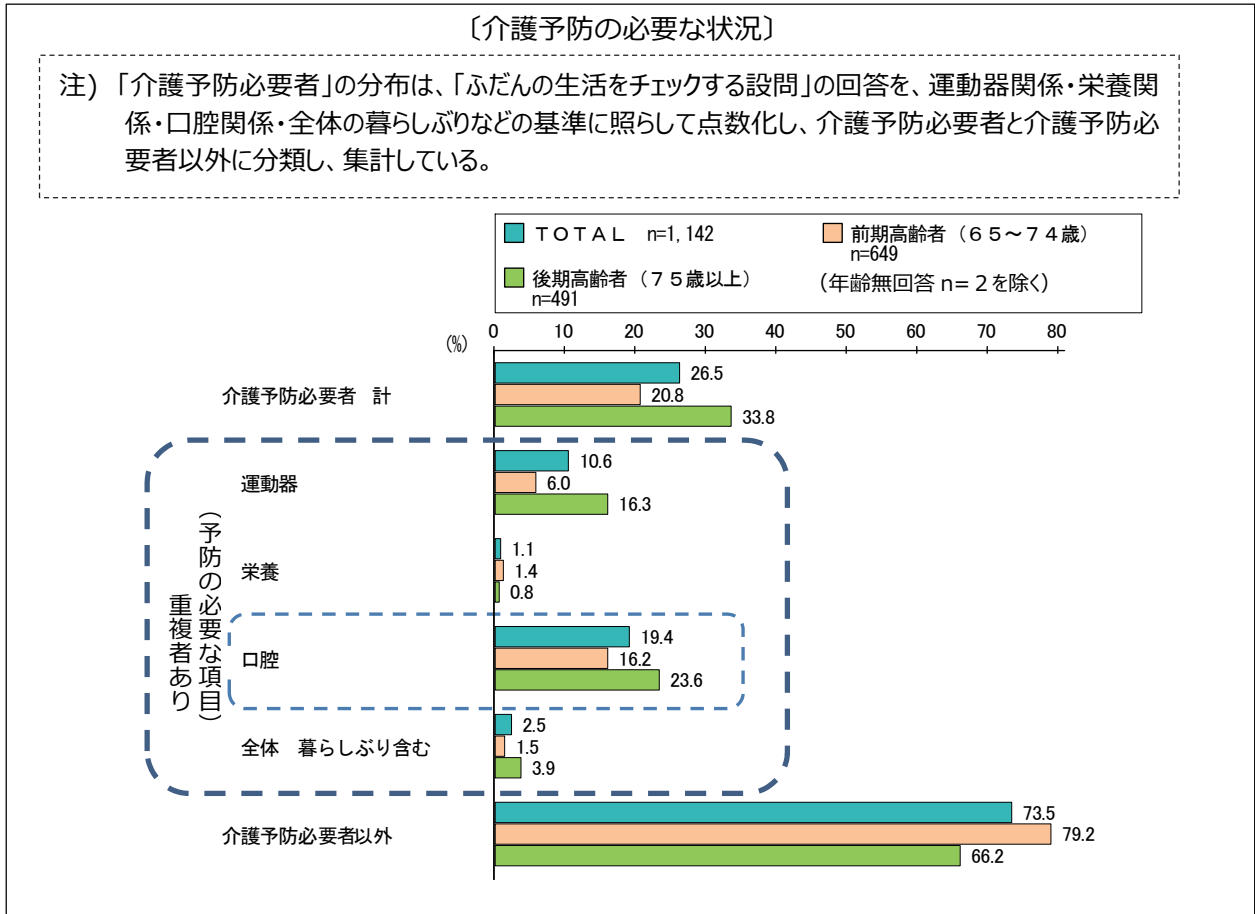 〔介護予防の必要な状況〕
注) 「介護予防必要者」の分布は、「ふだんの生活をチェックする設問」の回答を、運動器関係・栄養関
係・口腔関係・全体の暮らしぶりなどの基準に照らして点数化し、介護予防必要者と介護予防必
要者以外に分類し、集計している。
TOTAL n=1,142
前期高齢者（65～74歳）
n=649
後期高齢者（75歳以上）
n=491
(年齢無回答 n=2を除く)
(%)
0 10 20 30 40 50 60 70 80
介護予防必要者 計
26.5
20.8
33.8
(予防の必要な項目)
重複者あり
運動器
10.6
6.0
16.3
栄養
1.1
1.4
0.8
口腔
19.4
16.2
23.6
全体 暮らしぶり含む
2.5
1.5
3.9
介護予防必要者以外
73.5
79.2
66.2